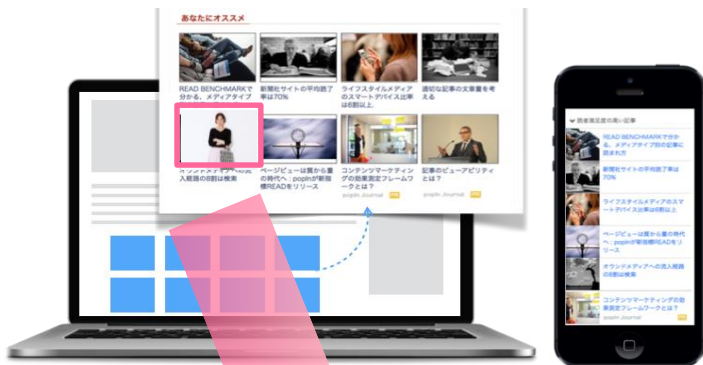 あなたにオススメ
READ BENCHMARKで
分かる、メディアタイプ
新聞社サイトの平均読了
率は70%
ライフスタイルメディア
のスマートデバイス比率
は6割以上
適切な記事の文章量を考
える
オウンドメディアへの流
入経路の8割は検索
ページビューは質から量
の時代へ：popInが新指
標READをリリース
コンテンツマーケティン
グの効果測定フレームワ
ークとは？
popIn Journal
記事のビューアビリティ
とは？
popIn Journal
読者満足度の高い記事
READ BENCHMARKで分か
る、メディアタイプ別の記事に
読まれ方
新聞社サイトの平均読了率は
70%
ライフスタイルメディアのスマ
ートデバイス比率は6割以上
ページビューは質から量の時代
へ：popInが新指標READをリ
リース
オウンドメディアへの流入経路
の8割は検索
コンテンツマーケティングの効
果測定フレームワークとは？
popIn Journal